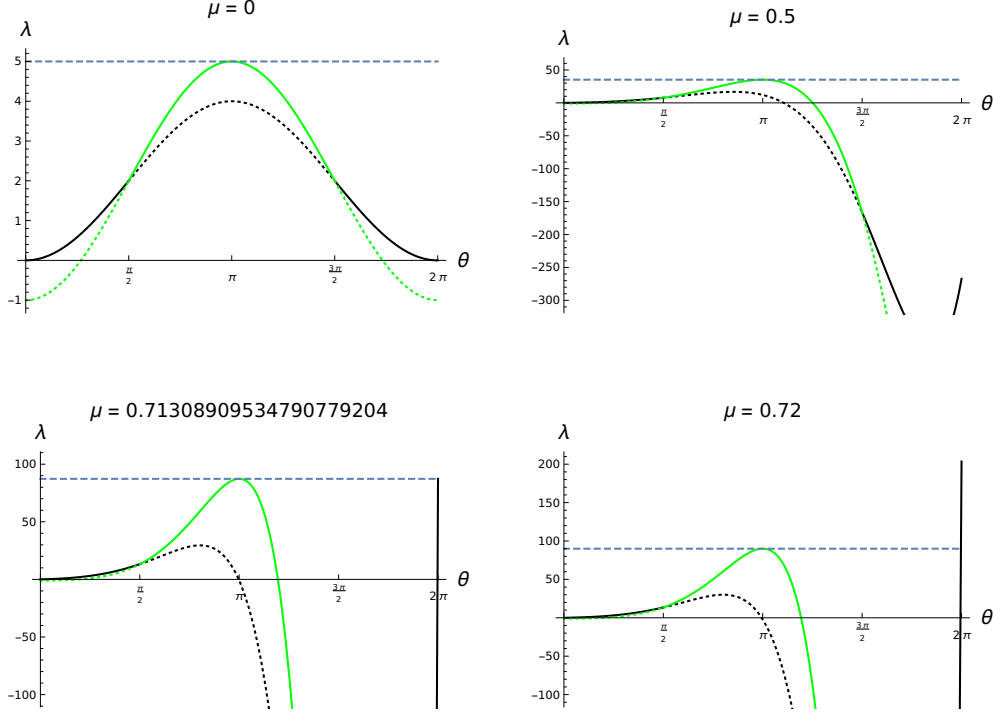 μ = 0
λ
5
4
3
2
1
-1
π/2
π
3π/2
2π
θ
μ = 0.5
λ
50
-50
-100
-150
-200
-250
-300
π/2
π
3π/2
2π
θ
μ = 0.71308909534790779204
λ
100
50
-50
-100
π/2
π
3π/2
2π
θ
μ = 0.72
λ
200
150
100
50
-50
-100
π/2
π
3π/2
2π
θ